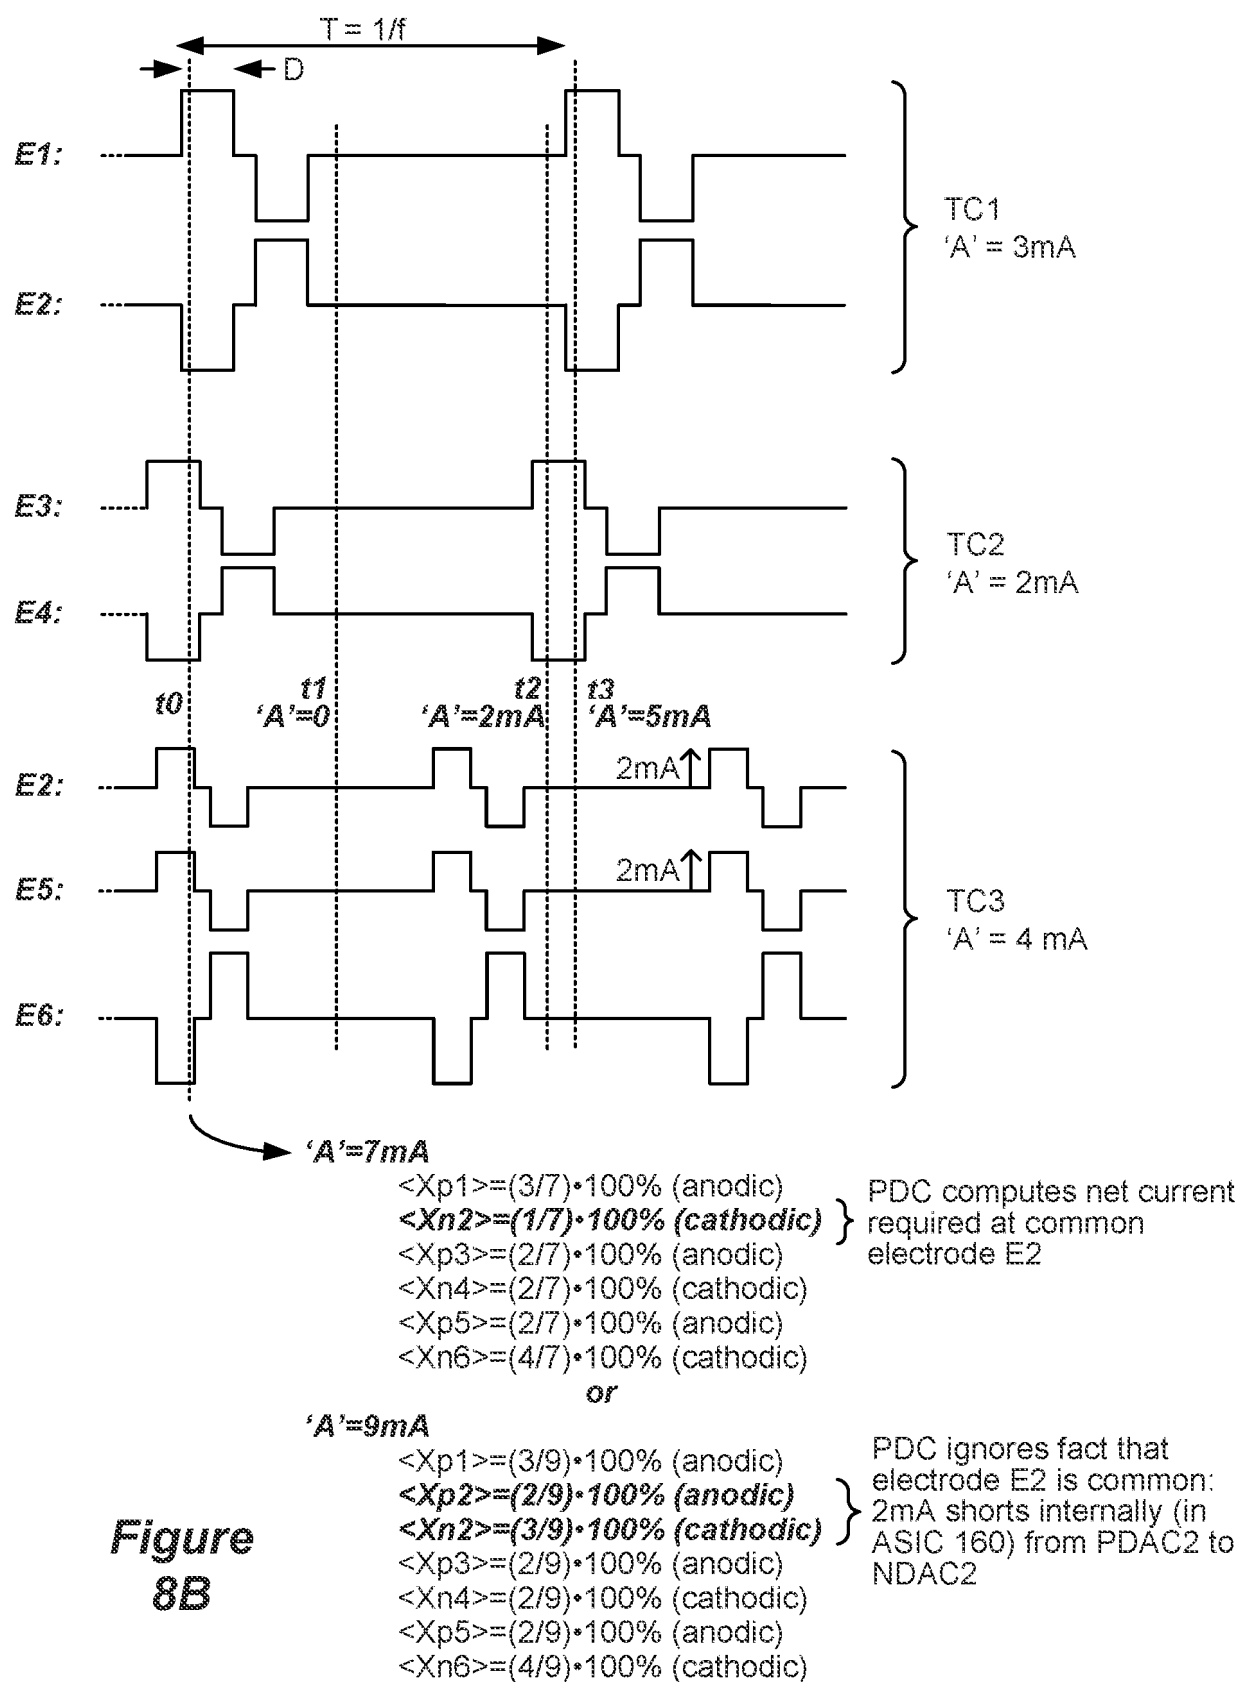 T = 1/f
D
E1:
TC1
‘A’ = 3mA
E2:
E3:
TC2
‘A’ = 2mA
E4:
t0
t1
‘A’=0
t2
‘A’=2mA
t3
‘A’=5mA
E2:
2mA
E5:
2mA
TC3
‘A’ = 4 mA
E6:
‘A’=7mA
<Xp1>=(3/7)•100% (anodic)
<Xn2>=(1/7)•100% (cathodic)
<Xp3>=(2/7)•100% (anodic)
<Xn4>=(2/7)•100% (cathodic)
<Xp5>=(2/7)•100% (anodic)
<Xn6>=(4/7)•100% (cathodic)
PDC computes net current
required at common
electrode E2
or
‘A’=9mA
<Xp1>=(3/9)•100% (anodic)
<Xp2>=(2/9)•100% (anodic)
<Xn2>=(3/9)•100% (cathodic)
<Xp3>=(2/9)•100% (anodic)
<Xn4>=(2/9)•100% (cathodic)
<Xp5>=(2/9)•100% (anodic)
<Xn6>=(4/9)•100% (cathodic)
PDC ignores fact that
electrode E2 is common:
2mA shorts internally (in
ASIC 160) from PDAC2 to
NDAC2
Figure
8B